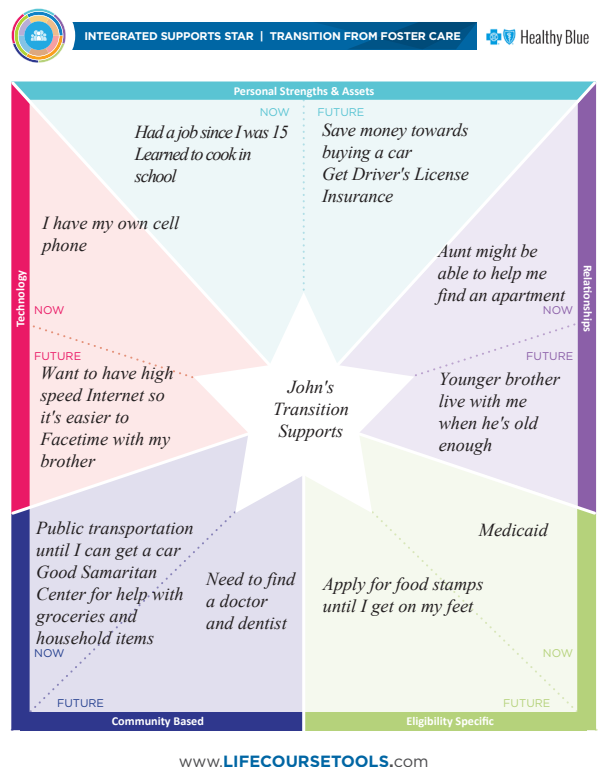 INTEGRATED SUPPORTS STAR | TRANSITION FROM FOSTER CARE
Healthy Blue
Personal Strengths & Assets
NOW
Had a job since I was 15
Learned to cook in
school
FUTURE
Save money towards
buying a car
Get Driver's License
Insurance
Technology
I have my own cell
phone
NOW
FUTURE
Want to have high
speed Internet so
it's easier to
Facetime with my
brother
Relationships
Aunt might be
able to help me
find an apartment
NOW
FUTURE
Younger brother
live with me
when he's old
enough
John's
Transition
Supports
Public transportation
until I can get a car
Good Samaritan
Center for help with
groceries and
household items
NOW
Need to find
a doctor
and dentist
FUTURE
Community Based
Medicaid
Apply for food stamps
until I get on my feet
NOW
FUTURE
Eligibility Specific
www.LIFECOURSETOOLS.com